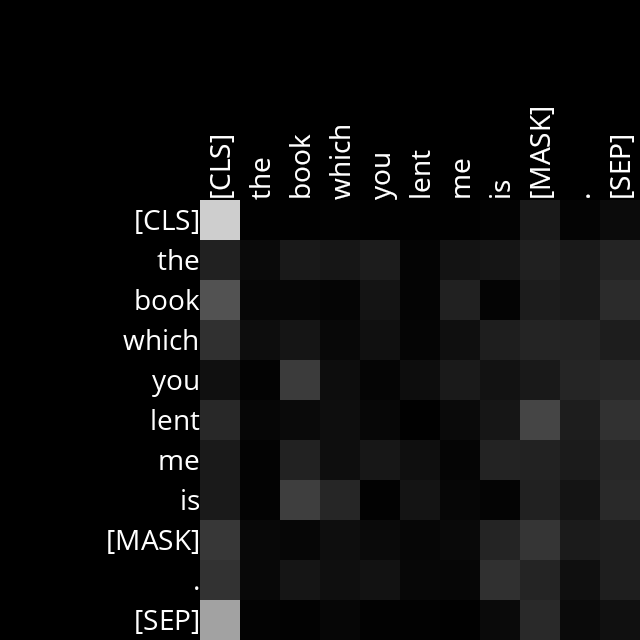 [CLS] the book which you lent me is [MASK] . [SEP]
[CLS]
the
book
which
you
lent
me
is
[MASK]
.
[SEP]